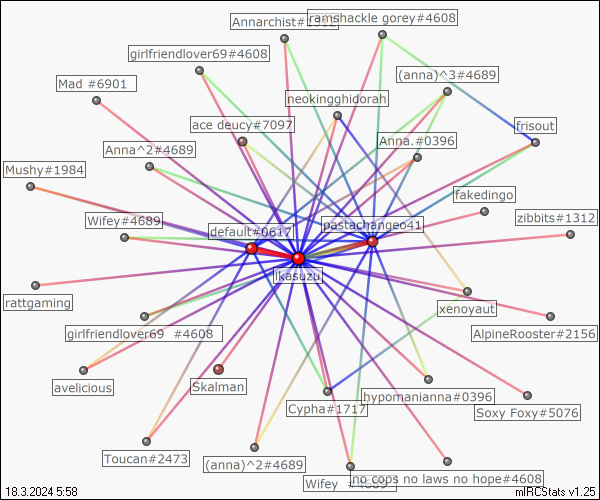 Annarchist#1312
ramshackle gorey#4608
girlfriendlover69#4608
(anna)^3#4689
Mad #6901
neokingghidorah
ace deucy#7097
frisout
Anna.#0396
Anna^2#4689
Mushy#1984
fakedingo
Wifey#4689
pastachangeo41
zibbits#1312
default#0617
ikasuzu
rattgaming
xenoyaut
girlfriendlover69 #4608
AlpineRooster#2156
avelicious
Skalman
hypomanianna#0396
Cypha#1717
Soxy Foxy#5076
Toucan#2473
(anna)^2#4689
Wifey #4689
no cops no laws no hope#4608
18.3.2024 5:58
mIRCStats v1.25